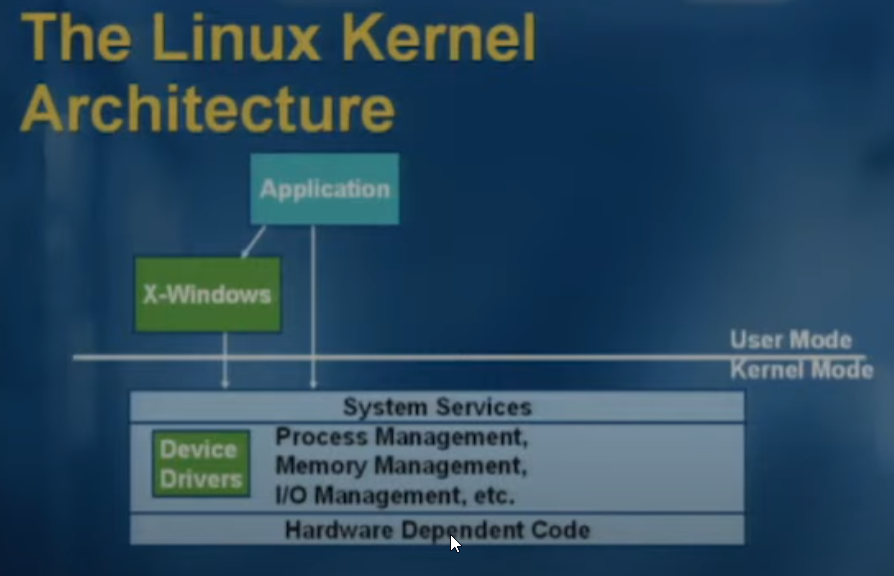 The Linux Kernel
Architecture
Application
X-Windows
User Mode
Kernel Mode
System Services
Device
Drivers
Process Management,
Memory Management,
I/O Management, etc.
Hardware Dependent Code